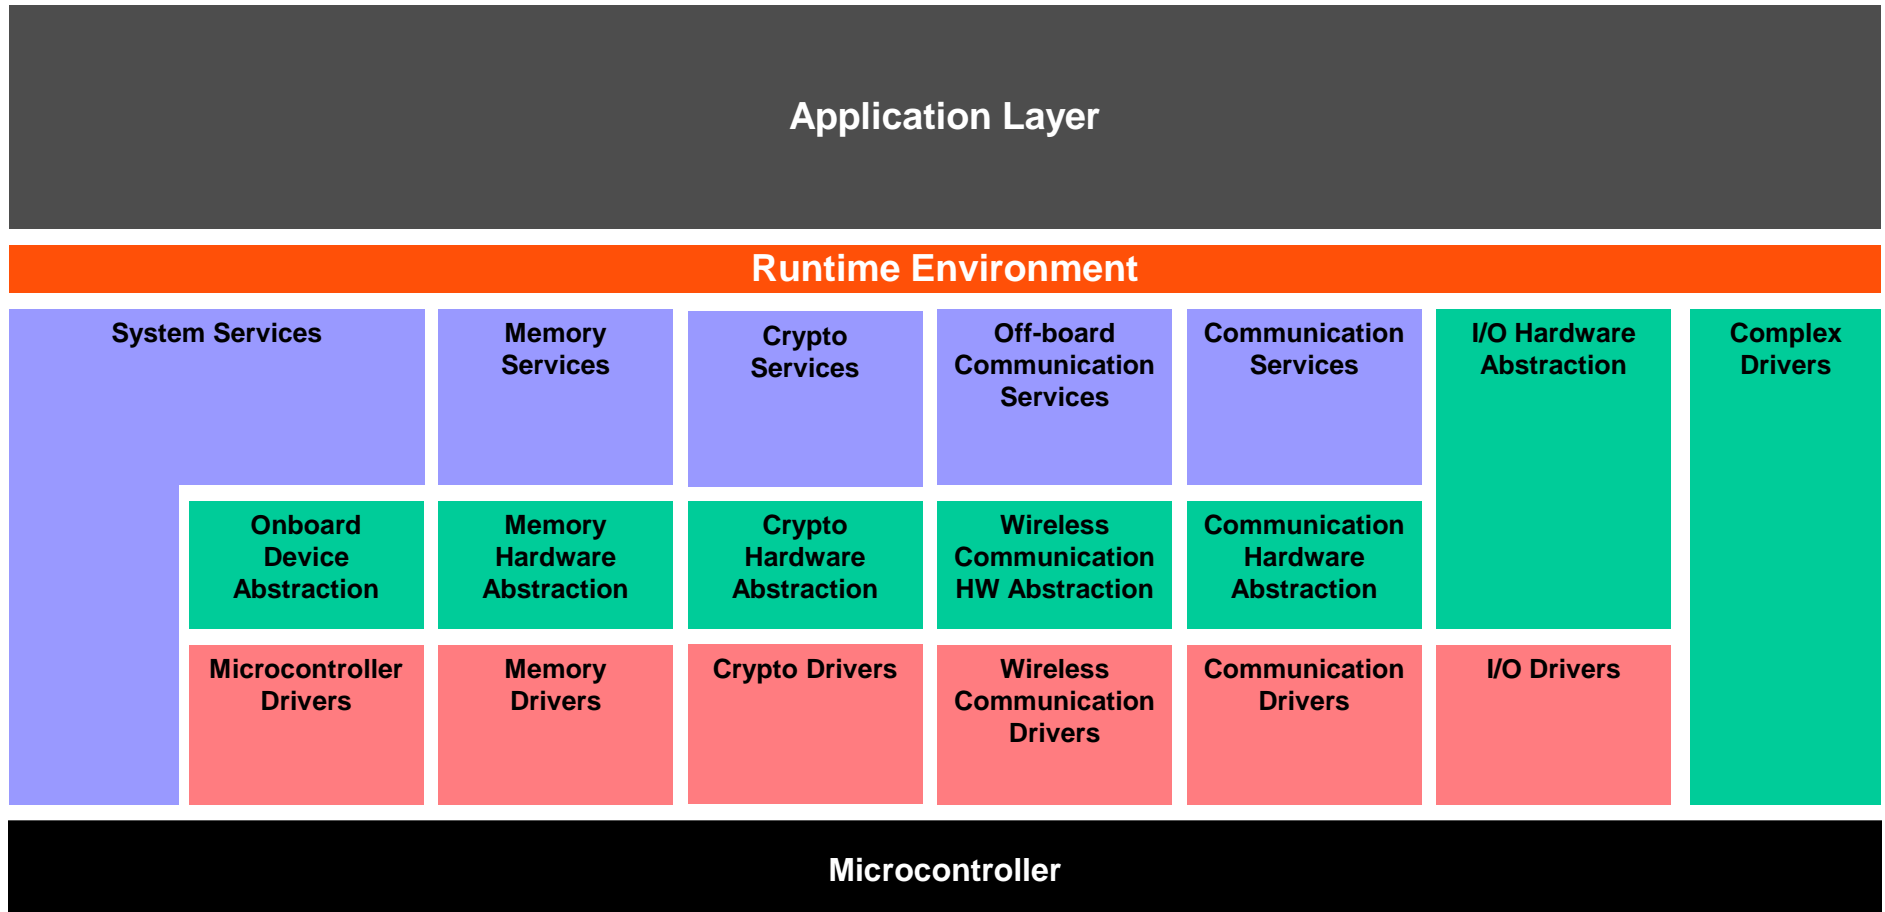 Application Layer
Runtime Environment
System Services
Memory
Services
Crypto
Services
Off-board
Communication
Services
Communication
Services
I/O Hardware
Abstraction
Complex
Drivers
Onboard
Device
Abstraction
Memory
Hardware
Abstraction
Crypto
Hardware
Abstraction
Wireless
Communication
HW Abstraction
Communication
Hardware
Abstraction
Microcontroller
Drivers
Memory
Drivers
Crypto Drivers
Wireless
Communication
Drivers
Communication
Drivers
I/O Drivers
Microcontroller